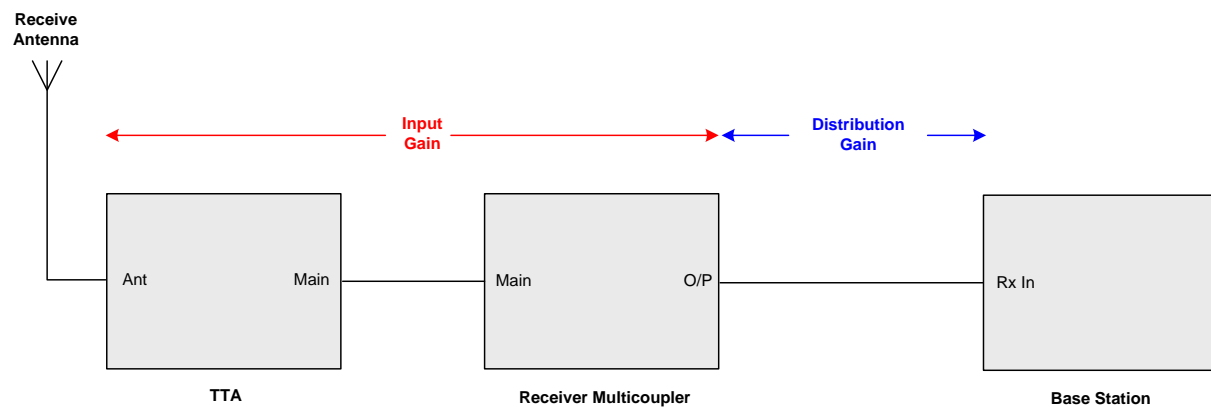 Receive
Antenna
Input
Gain
Distribution
Gain
Ant
Main
Main
O/P
Rx In
TTA
Receiver Multicoupler
Base Station